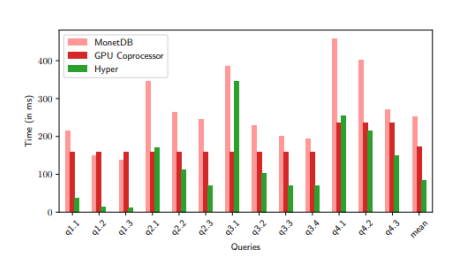 MonetDB
GPU Coprocessor
Hyper
Time (in ms)
400
300
200
100
0
q1.1 q1.2 q1.3 q2.1 q2.2 q2.3 q3.1 q3.2 q3.3 q3.4 q4.1 q4.2 q4.3 mean
Queries